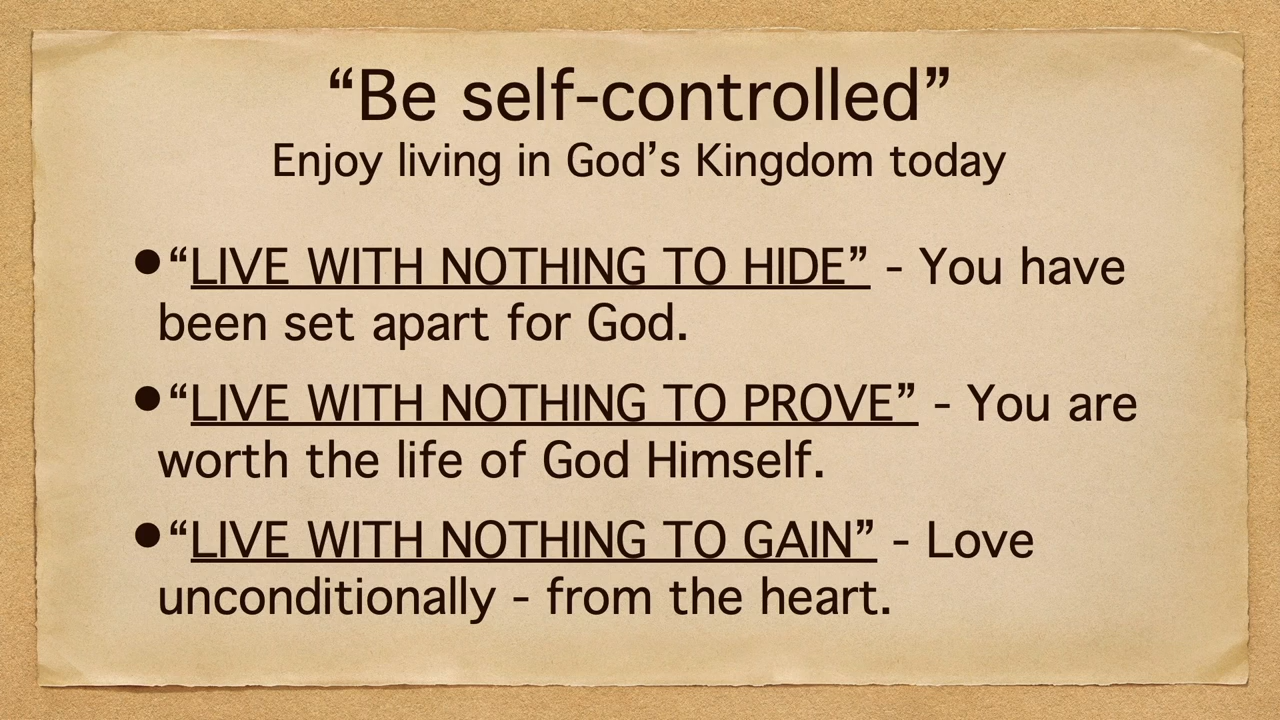 “Be self-controlled”
Enjoy living in God’s Kingdom today
●“LIVE WITH NOTHING TO HIDE” - You have
been set apart for God.
●“LIVE WITH NOTHING TO PROVE” - You are
worth the life of God Himself.
●“LIVE WITH NOTHING TO GAIN” - Love
unconditionally - from the heart.